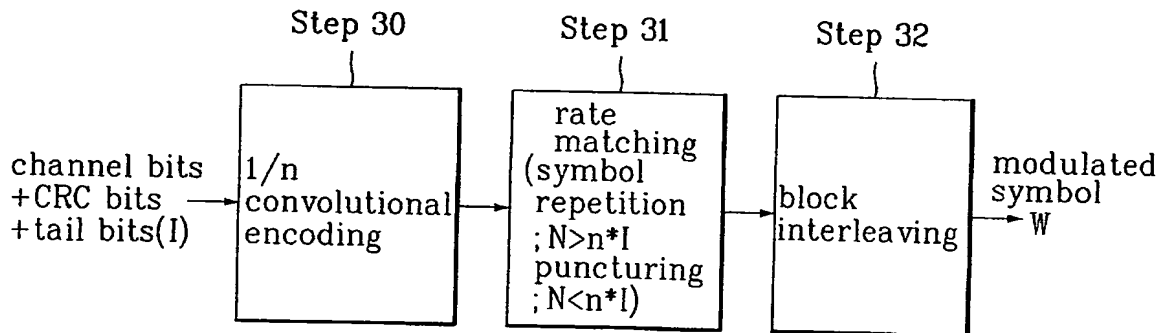 Step 30
Step 31
Step 32
channel bits
+CRC bits
+tail bits(I)
1/n
convolutional
encoding
rate
matching
(symbol
repetition
;N>n*I
puncturing
;N<n*I)
block
interleaving
modulated
symbol
W